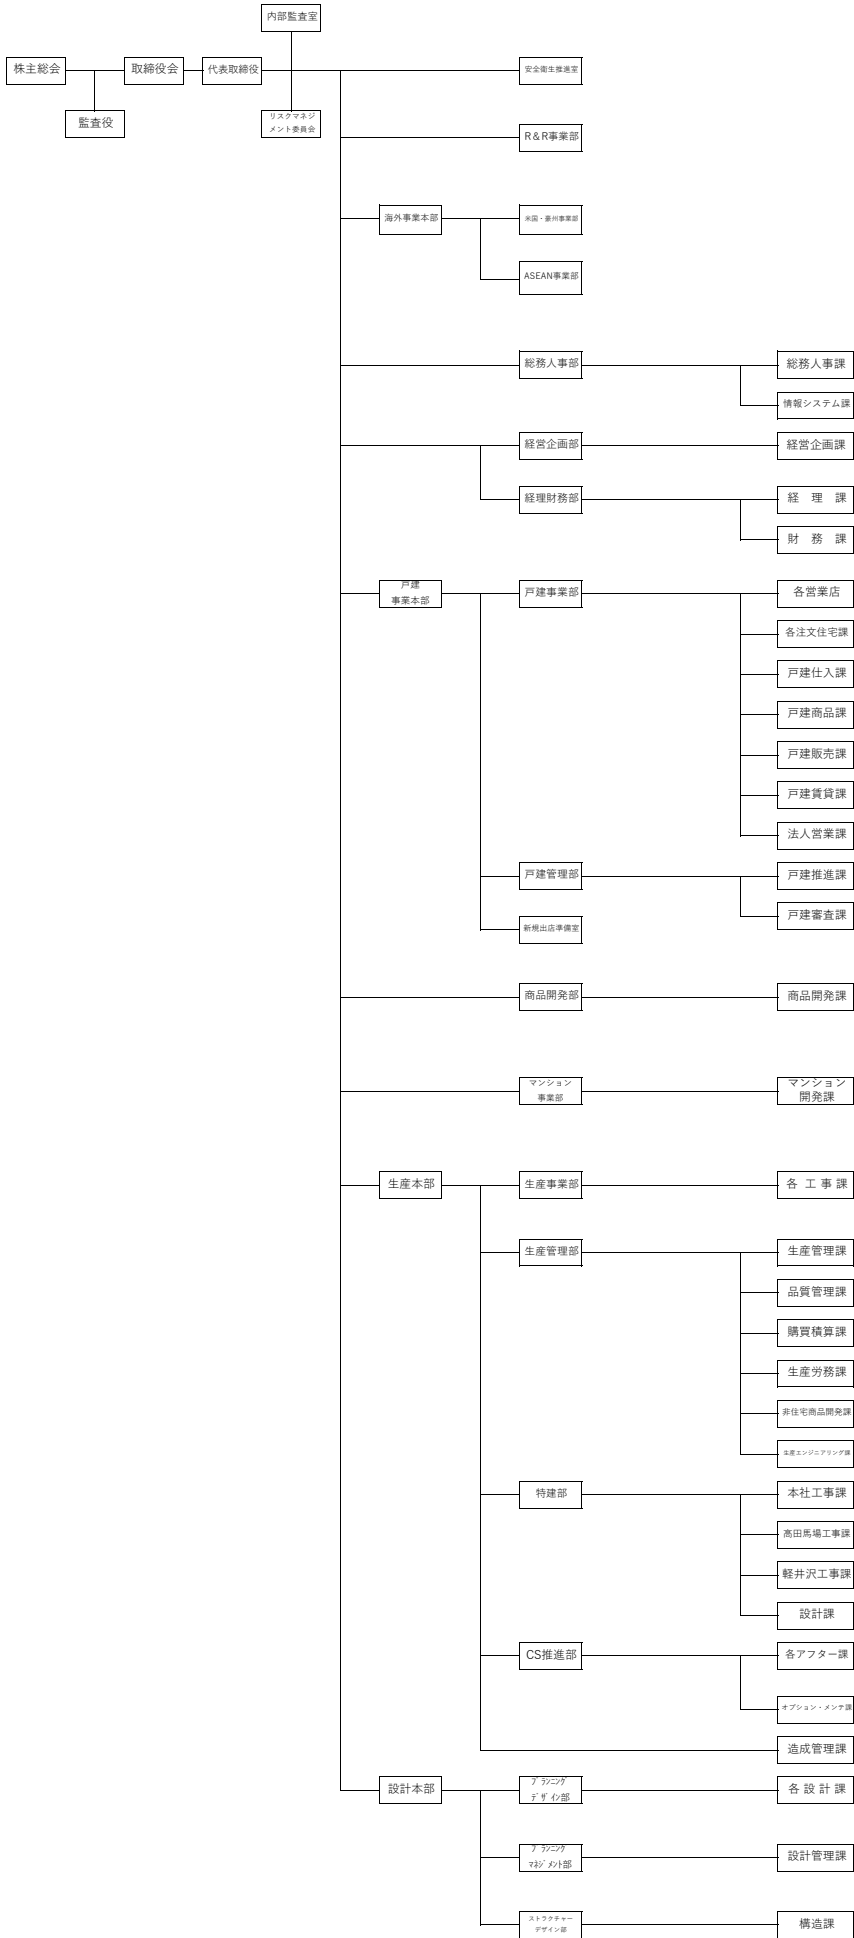 内部監査室
株主総会
取締役会
代表取締役
安全衛生推進室
監査役
リスクマネジ
メント委員会
R&R事業部
海外事業本部
米国・豪州事業部
ASEAN事業部
総務人事部
総務人事課
情報システム課
経営企画部
経営企画課
経理財務部
経　理　課
財　務　課
戸建
事業本部
戸建事業部
各営業店
各注文住宅課
戸建仕入課
戸建商品課
戸建販売課
戸建賃貸課
法人営業課
戸建管理部
戸建推進課
戸建審査課
新規出店準備室
商品開発部
商品開発課
マンション
事業部
マンション
開発課
生産本部
生産事業部
各 工 事 課
生産管理部
生産管理課
品質管理課
購買積算課
生産労務課
非住宅商品開発課
生産エンジニアリング課
特建部
本社工事課
高田馬場工事課
軽井沢工事課
設計課
CS推進部
各アフター課
オプション・メンテ課
造成管理課
設計本部
プランニング
デザイン部
各 設 計 課
プランニング
マネジメント部
設計管理課
ストラクチャー
デザイン部
構造課